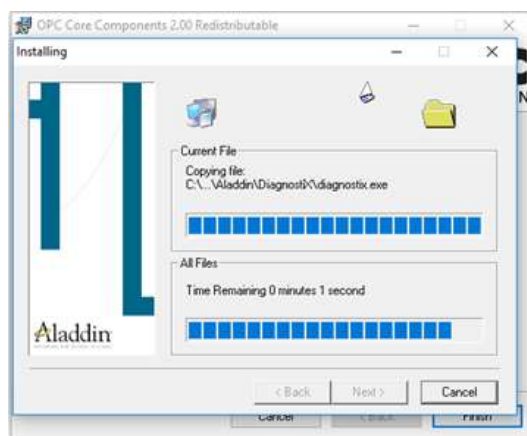 OPC Core Components 2.00 Redistributable
Installing
Current File
Copying file:
C:\...\Aladdin\DiagnostiX\diagnostix.exe
All Files
Time Remaining 0 minutes 1 second
Aladdin
< Back
Next >
Cancel
Cancel
< Back
Finish